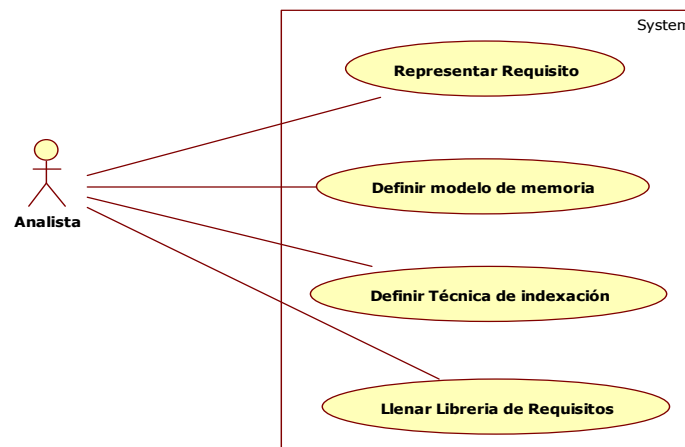 System
Representar Requisito
Definir modelo de memoria
Analista
Definir Técnica de indexación
Llenar Libreria de Requisitos